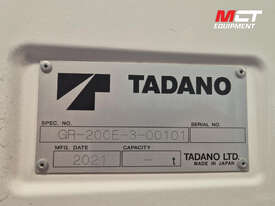 MCT
EQUIPMENT
TADANO
SPEC. NO. SERIAL NO.
GR-200E-3-00101
MFG. DATE CAPACITY
2021 - t
TADANO LTD.
MADE IN JAPAN